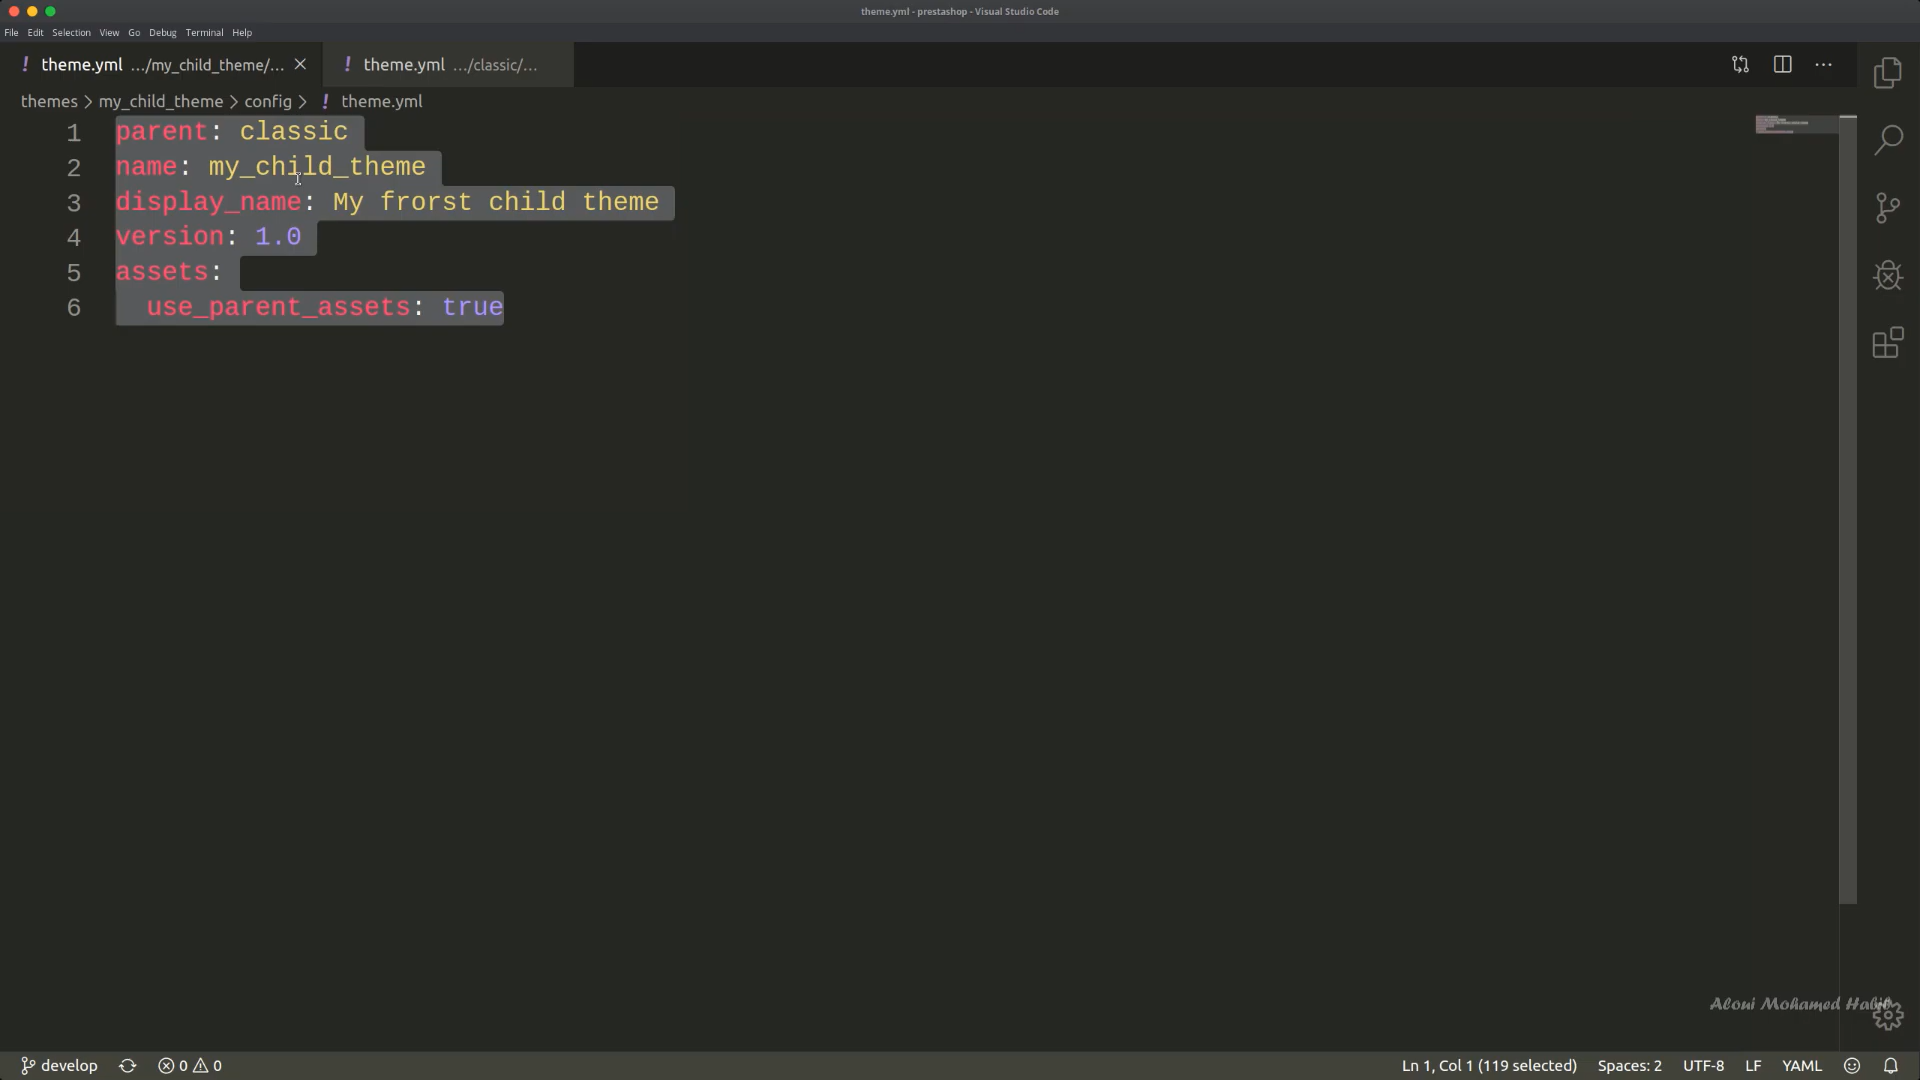 theme.yml - prestashop - Visual Studio Code
File Edit Selection View Go Debug Terminal Help
! theme.yml .../my_child_theme/... ! theme.yml .../classic/...
themes > my_child_theme > config > ! theme.yml
1 parent: classic
2 name: my_child_theme
3 display_name: My frorst child theme
4 version: 1.0
5 assets:
6 use_parent_assets: true
Aloui Mohamed Habib
develop 0 0 Ln 1, Col 1 (119 selected) Spaces: 2 UTF-8 LF YAML